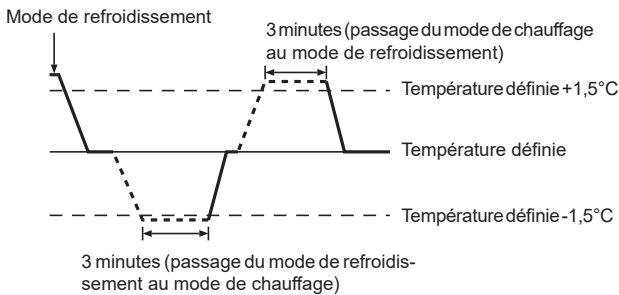 Mode de refroidissement
3 minutes (passage du mode de chauffage
au mode de refroidissement)
Température définie +1,5°C
Température définie
Température définie -1,5°C
3 minutes (passage du mode de refroidis-
sement au mode de chauffage)